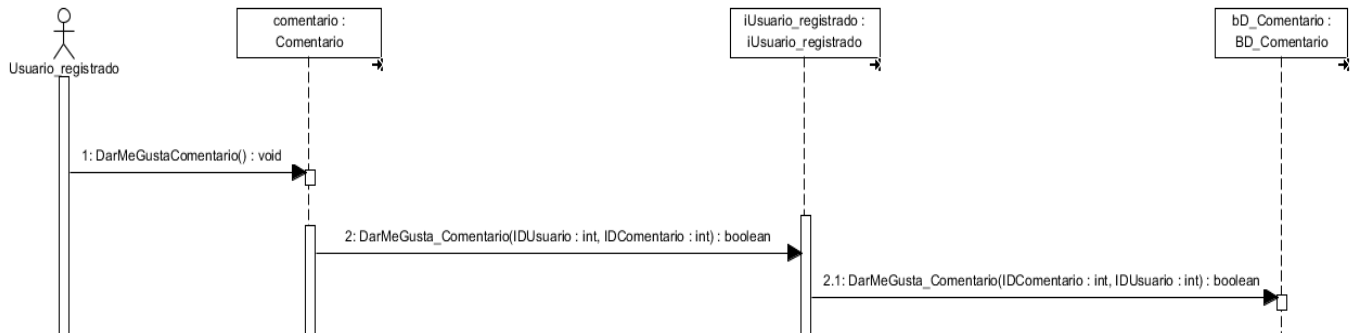 comentario :
Comentario
iUsuario_registrado :
iUsuario_registrado
bD_Comentario :
BD_Comentario
Usuario_registrado
1: DarMeGustaComentario() : void
2: DarMeGusta_Comentario(IDUsuario : int, IDComentario : int) : boolean
2.1: DarMeGusta_Comentario(IDComentario : int, IDUsuario : int) : boolean